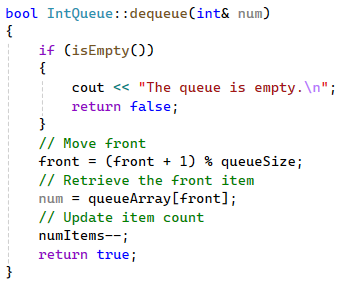 bool IntQueue::dequeue(int& num)
{
    if (isEmpty())
    {
        cout << "The queue is empty.\n";
        return false;
    }
    // Move front
    front = (front + 1) % queueSize;
    // Retrieve the front item
    num = queueArray[front];
    // Update item count
    numItems--;
    return true;
}